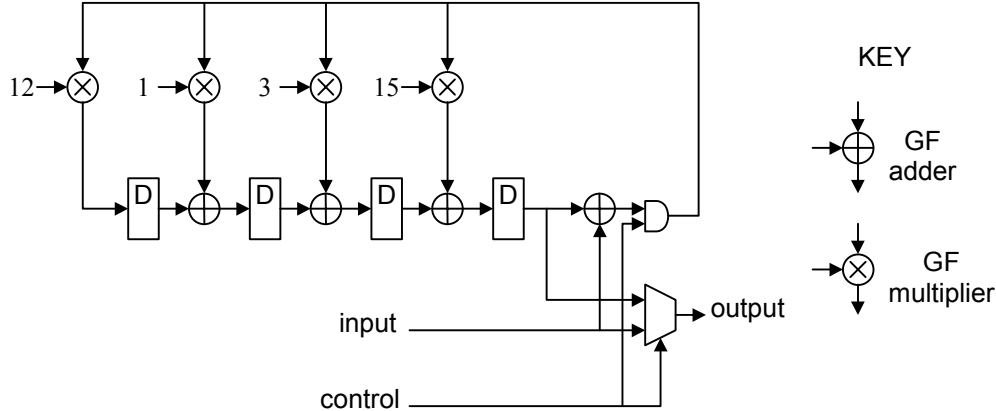 KEY
12
1
3
15
GF
adder
D
D
D
D
GF
multiplier
output
input
control